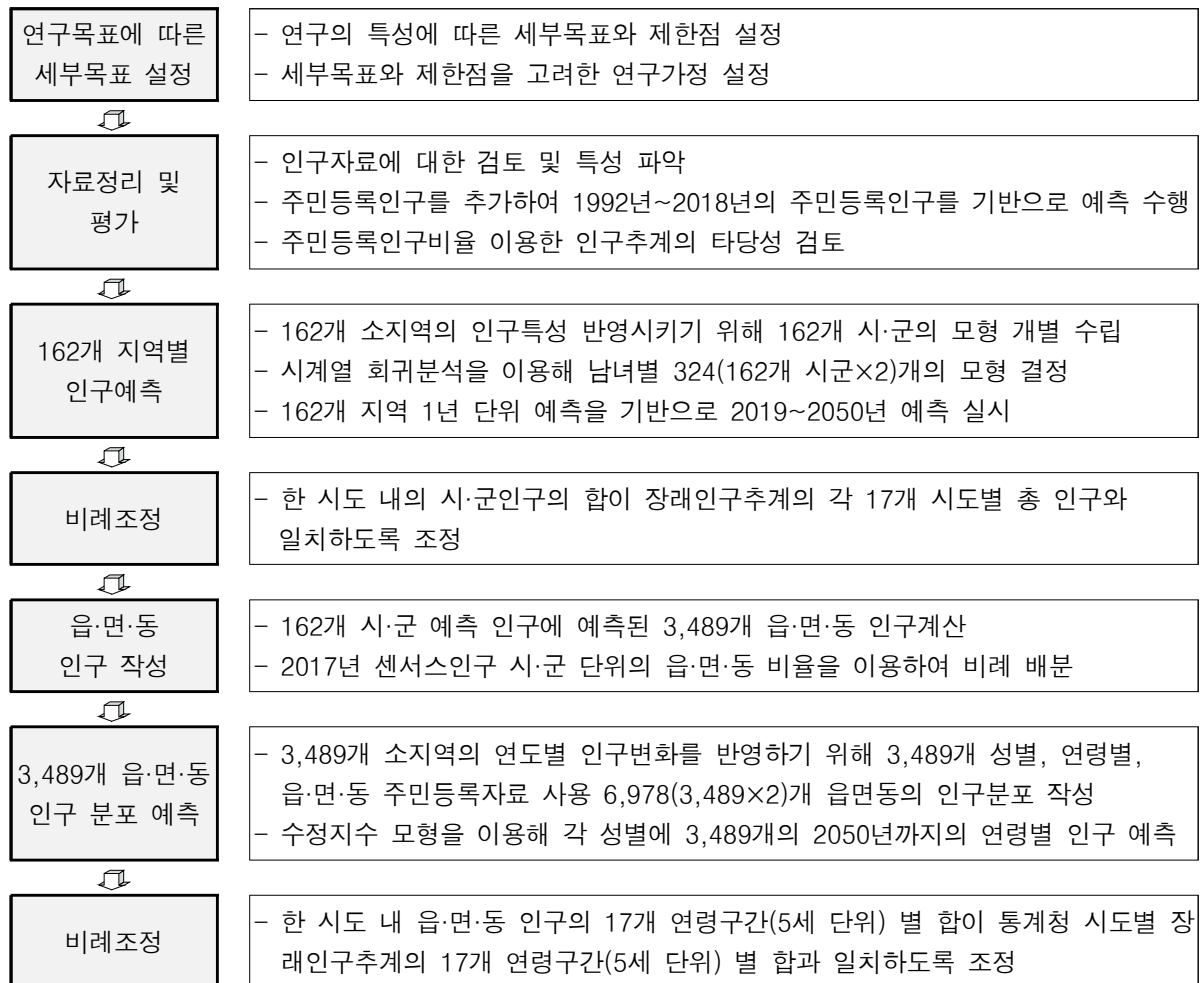 연구목표에 따른
세부목표 설정
- 연구의 특성에 따른 세부목표와 제한점 설정
- 세부목표와 제한점을 고려한 연구가정 설정
자료정리 및
평가
- 인구자료에 대한 검토 및 특성 파악
- 주민등록인구를 추가하여 1992년~2018년의 주민등록인구를 기반으로 예측 수행
- 주민등록인구비율 이용한 인구추계의 타당성 검토
162개 지역별
인구예측
- 162개 소지역의 인구특성 반영시키기 위해 162개 시·군의 모형 개별 수립
- 시계열 회귀분석을 이용해 남녀별 324(162개 시군×2)개의 모형 결정
- 162개 지역 1년 단위 예측을 기반으로 2019~2050년 예측 실시
비례조정
- 한 시도 내의 시·군인구의 합이 장래인구추계의 각 17개 시도별 총 인구와
일치하도록 조정
읍·면·동
인구 작성
- 162개 시·군 예측 인구에 예측된 3,489개 읍·면·동 인구계산
- 2017년 센서스인구 시·군 단위의 읍·면·동 비율을 이용하여 비례 배분
3,489개 읍·면·동
인구 분포 예측
- 3,489개 소지역의 연도별 인구변화를 반영하기 위해 3,489개 성별, 연령별,
읍·면·동 주민등록자료 사용 6,978(3,489×2)개 읍면동의 인구분포 작성
- 수정지수 모형을 이용해 각 성별에 3,489개의 2050년까지의 연령별 인구 예측
비례조정
- 한 시도 내 읍·면·동 인구의 17개 연령구간(5세 단위) 별 합이 통계청 시도별 장
래인구추계의 17개 연령구간(5세 단위) 별 합과 일치하도록 조정